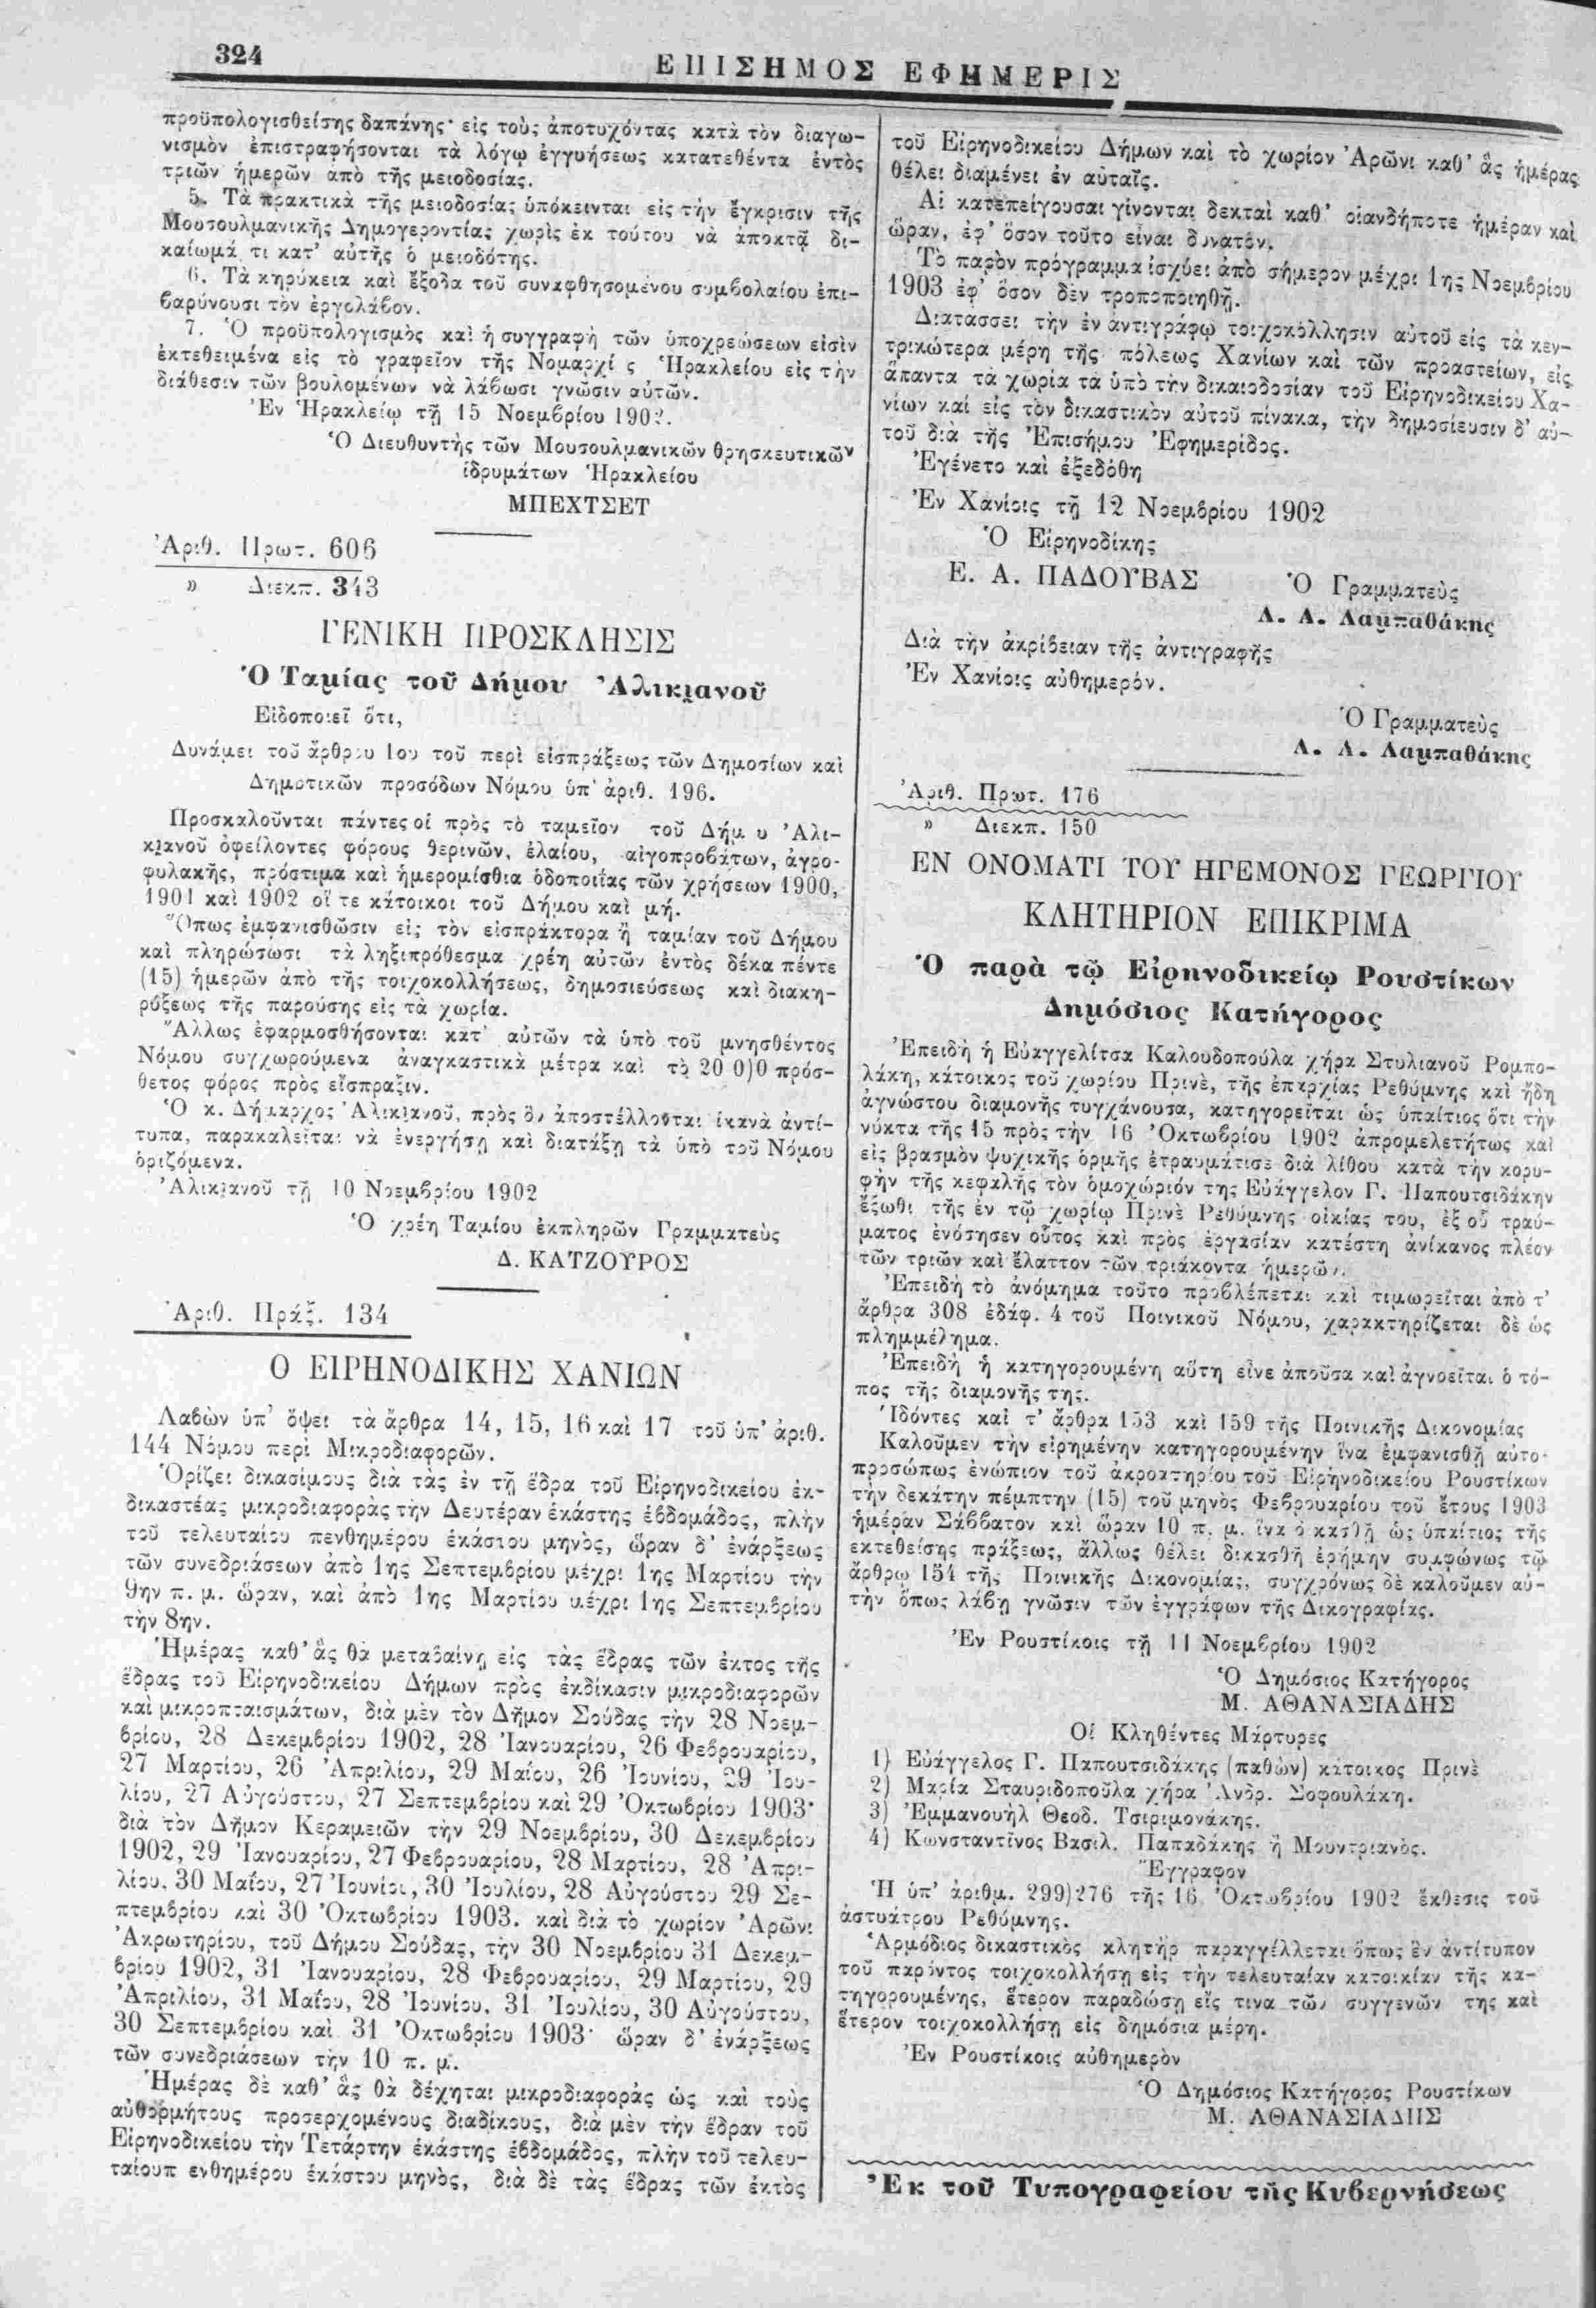 324
ΕΠΙΣΗΜΟΣ ΕΦΗΜΕΡΙΣ
προϋπολογισθείσης δαπάνης· εἰς τοὺς ἀποτυχόντας κατὰ τὸν διαγω-
νισμὸν ἐπιστραφήσονται τὰ λόγῳ ἐγγυήσεως κατατεθέντα ἐντὸς
τριῶν ἡμερῶν ἀπὸ τῆς μειοδοσίας.
5. Τὰ πρακτικὰ τῆς μειοδοσίας ὑπόκεινται εἰς τὴν ἔγκρισιν τῆς
Μουσουλμανικῆς Δημογεροντίας χωρὶς ἐκ τούτου νὰ ἀποκτᾷ δι-
καίωμά τι κατ' αὐτῆς ὁ μειοδότης.
6. Τὰ κηρύκεια καὶ ἔξοδα τοῦ συναφθησομένου συμβολαίου ἐπι-
βαρύνουσι τὸν ἐργολάβον.
7. Ὁ προϋπολογισμὸς καὶ ἡ συγγραφὴ τῶν ὑποχρεώσεων εἰσὶν
ἐκτεθειμένα εἰς τὸ γραφεῖον τῆς Νομαρχί ς Ἡρακλείου εἰς τὴν
διάθεσιν τῶν βουλομένων νὰ λάβωσι γνῶσιν αὐτῶν.
Ἐν Ἡρακλείῳ τῇ 15 Νοεμβρίου 1902.
Ὁ Διευθυντὴς τῶν Μουσουλμανικῶν θρησκευτικῶν
ἱδρυμάτων Ἡρακλείου
ΜΠΕΧΤΣΕΤ
Ἀριθ. Πρωτ. 606
» Διεκπ. 343
ΓΕΝΙΚΗ ΠΡΟΣΚΛΗΣΙΣ
Ὁ Ταμίας τοῦ Δήμου Ἀλικιανοῦ
Εἰδοποιεῖ ὅτι,
Δυνάμει τοῦ ἄρθρου 1ου τοῦ περὶ εἰσπράξεως τῶν Δημοσίων καὶ
Δημοτικῶν προσόδων Νόμου ὑπ' ἀριθ. 196.
Προσκαλοῦνται πάντες οἱ πρὸς τὸ ταμεῖον τοῦ Δήμ υ Ἀλι-
κιανοῦ ὀφείλοντες φόρους θερινῶν, ἐλαίου, αἰγοπροβάτων, ἀγρο-
φυλακῆς, πρόστιμα καὶ ἡμερομίσθια ὁδοποιΐας τῶν χρήσεων 1900,
1901 καὶ 1902 οἵ τε κάτοικοι τοῦ Δήμου καὶ μή.
Ὅπως ἐμφανισθῶσιν εἰς τὸν εἰσπράκτορα ἢ ταμίαν τοῦ Δήμου
καὶ πληρώσωσι τὰ ληξιπρόθεσμα χρέη αὐτῶν ἐντὸς δέκα πέντε
(15) ἡμερῶν ἀπὸ τῆς τοιχοκολλήσεως, δημοσιεύσεως καὶ διακη-
ρύξεως τῆς παρούσης εἰς τὰ χωρία.
Ἄλλως ἐφαρμοσθήσονται κατ' αὐτῶν τὰ ὑπὸ τοῦ μνησθέντος
Νόμου συγχωρούμενα ἀναγκαστικὰ μέτρα καὶ τὸ 20 0)0 πρόσ-
θετος φόρος πρὸς εἴσπραξιν.
Ὁ κ. Δήμαρχος Ἀλικιανοῦ, πρὸς ὃν ἀποστέλλονται ἱκανὰ ἀντί-
τυπα, παρακαλεῖται νὰ ἐνεργήσῃ καὶ διατάξῃ τὰ ὑπὸ τοῦ Νόμου
ὁριζόμενα.
Ἀλικιανοῦ τῇ 10 Νοεμβρίου 1902
Ὁ χρέη Ταμίου ἐκπληρῶν Γραμματεὺς
Δ. ΚΑΤΖΟΥΡΟΣ
Ἀριθ. Πράξ. 134
Ο ΕΙΡΗΝΟΔΙΚΗΣ ΧΑΝΙΩΝ
Λαβὼν ὑπ' ὄψει τὰ ἄρθρα 14, 15, 16 καὶ 17 τοῦ ὑπ' ἀριθ.
144 Νόμου περὶ Μικροδιαφορῶν.
Ὁρίζει δικασίμους διὰ τὰς ἐν τῇ ἕδρᾳ τοῦ Εἰρηνοδικείου ἐκ-
δικαστέας μικροδιαφορὰς τὴν Δευτέραν ἑκάστης ἑβδομάδος, πλὴν
τοῦ τελευταίου πενθημέρου ἑκάστου μηνὸς, ὥραν δ' ἐνάρξεως
τῶν συνεδριάσεων ἀπὸ 1ης Σεπτεμβρίου μέχρι 1ης Μαρτίου τὴν
9ην π. μ. ὥραν, καὶ ἀπὸ 1ης Μαρτίου μέχρι 1ης Σεπτεμβρίου
τὴν 8ην.
Ἡμέρας καθ' ἃς θὰ μεταβαίνῃ εἰς τὰς ἕδρας τῶν ἐκτος τῆς
ἕδρας τοῦ Εἰρηνοδικείου Δήμων πρὸς ἐκδίκασιν μικροδιαφορῶν
καὶ μικροπταισμάτων, διὰ μὲν τὸν Δῆμον Σούδας τὴν 28 Νοεμ-
βρίου, 28 Δεκεμβρίου 1902, 28 Ἰανουαρίου, 26 Φεβρουαρίου,
27 Μαρτίου, 26 Ἀπριλίου, 29 Μαΐου, 26 Ἰουνίου, 29 Ἰου-
λίου, 27 Αὐγούστου, 27 Σεπτεμβρίου καὶ 29 Ὀκτωβρίου 1903·
διὰ τὸν Δῆμον Κεραμειῶν τὴν 29 Νοεμβρίου, 30 Δεκεμβρίου
1902, 29 Ἰανουαρίου, 27 Φεβρουαρίου, 28 Μαρτίου, 28 Ἀπρι-
λίου, 30 Μαΐου, 27 Ἰουνίου, 30 Ἰουλίου, 28 Αὐγούστου 29 Σε-
πτεμβρίου καὶ 30 Ὀκτωβρίου 1903. καὶ διὰ τὸ χωρίον Ἀρῶνι
Ἀκρωτηρίου, τοῦ Δήμου Σούδας, τὴν 30 Νοεμβρίου 31 Δεκεμ-
βρίου 1902, 31 Ἰανουαρίου, 28 Φεβρουαρίου, 29 Μαρτίου, 29
Ἀπριλίου, 31 Μαΐου, 28 Ἰουνίου, 31 Ἰουλίου, 30 Αὐγούστου,
30 Σεπτεμβρίου καὶ 31 Ὀκτωβρίου 1903· ὥραν δ' ἐνάρξεως
τῶν συνεδριάσεων τὴν 10 π. μ.
Ἡμέρας δὲ καθ' ἃς θὰ δέχηται μικροδιαφορὰς ὡς καὶ τοὺς
αὐθορμήτους προσερχομένους διαδίκους, διὰ μὲν τὴν ἕδραν τοῦ
Εἰρηνοδικείου τὴν Τετάρτην ἑκάστης ἑβδομάδος, πλὴν τοῦ τελευ-
ταίουπ ενθημέρου ἑκάστου μηνὸς, διὰ δὲ τὰς ἕδρας τῶν ἐκτὸς
τοῦ Εἰρηνοδικείου Δήμων καὶ τὸ χωρίον Ἀρῶνι καθ' ἃς ἡμέρας
θέλει διαμένει ἐν αὐταῖς.
Αἱ κατεπείγουσαι γίνονται δεκταὶ καθ' οἱανδήποτε ἡμέραν καὶ
ὥραν, ἐφ' ὅσον τοῦτο εἶναι δυνατόν.
Τὸ παρὸν πρόγραμμα ἰσχύει ἀπὸ σήμερον μέχρι 1ης Νοεμβρίου
1903 ἐφ' ὅσον δὲν τροποποιηθῇ.
Διατάσσει τὴν ἐν ἀντιγράφῳ τοιχοκόλλησιν αὐτοῦ εἰς τὰ κεν-
τρικώτερα μέρη τῆς πόλεως Χανίων καὶ τῶν προαστείων, εἰς
ἅπαντα τὰ χωρία τὰ ὑπὸ τὴν δικαιοδοσίαν τοῦ Εἰρηνοδικείου Χα-
νίων καὶ εἰς τὸν δικαστικὸν αὐτοῦ πίνακα, τὴν δημοσίευσιν δ' αὐ-
τοῦ διὰ τῆς Ἐπισήμου Ἐφημερίδος.
Ἐγένετο καὶ ἐξεδόθη
Ἐν Χανίοις τῇ 12 Νοεμβρίου 1902
Ὁ Εἰρηνοδίκης
Ε. Α. ΠΑΔΟΥΒΑΣ Ὁ Γραμματεὺς
Λ. Α. Λαμπαθάκης
Διὰ τὴν ἀκρίβειαν τῆς ἀντιγραφῆς
Ἐν Χανίοις αὐθημερόν.
Ὁ Γραμματεὺς
Λ. Α. Λαμπαθάκης
Ἀριθ. Πρωτ. 176
» Διεκπ. 150
ΕΝ ΟΝΟΜΑΤΙ ΤΟΥ ΗΓΕΜΟΝΟΣ ΓΕΩΡΓΙΟΥ
ΚΛΗΤΗΡΙΟΝ ΕΠΙΚΡΙΜΑ
Ὁ παρὰ τῷ Εἰρηνοδικείῳ Ρουστίκων
Δημόσιος Κατήγορος
Ἐπειδὴ ἡ Εὐαγγελίτσα Καλουδοπούλα χήρα Στυλιανοῦ Ρομπο-
λάκη, κάτοικος τοῦ χωρίου Πρινὲ, τῆς ἐπαρχίας Ρεθύμνης καὶ ἤδη
ἀγνώστου διαμονῆς τυγχάνουσα, κατηγορεῖται ὡς ὑπαίτιος ὅτι τὴν
νύκτα τῆς 15 πρὸς τὴν 16 Ὀκτωβρίου 1902 ἀπρομελετήτως καὶ
εἰς βρασμὸν ψυχικῆς ὁρμῆς ἐτραυμάτισε διὰ λίθου κατὰ τὴν κορυ-
φὴν τῆς κεφαλῆς τὸν ὁμοχώριόν της Εὐάγγελον Γ. Παπουτσιδάκην
ἔξωθι τῆς ἐν τῷ χωρίῳ Πρινὲ Ρεθύμνης οἰκίας του, ἐξ οὗ τραύ-
ματος ἐνόσησεν οὗτος καὶ πρὸς ἐργασίαν κατέστη ἀνίκανος πλέον
τῶν τριῶν καὶ ἔλαττον τῶν τριάκοντα ἡμερῶν.
Ἐπειδὴ τὸ ἀνόμημα τοῦτο προβλέπεται καὶ τιμωρεῖται ἀπὸ τ'
ἄρθρα 308 ἐδάφ. 4 τοῦ Ποινικοῦ Νόμου, χαρακτηρίζεται δὲ ὡς
πλημμέλημα.
Ἐπειδὴ ἡ κατηγορουμένη αὕτη εἶνε ἀποῦσα καὶ ἀγνοεῖται ὁ τό-
πος τῆς διαμονῆς της.
Ἰδόντες καὶ τ' ἄρθρα 153 καὶ 159 τῆς Ποινικῆς Δικονομίας
Καλοῦμεν τὴν εἰρημένην κατηγορουμένην ἵνα ἐμφανισθῇ αὐτο-
προσώπως ἐνώπιον τοῦ ἀκροατηρίου τοῦ Εἰρηνοδικείου Ρουστίκων
τὴν δεκάτην πέμπτην (15) τοῦ μηνὸς Φεβρουαρίου τοῦ ἔτους 1903
ἡμέραν Σάββατον καὶ ὥραν 10 π. μ. ἵνα δικασθῇ ὡς ὑπαίτιος τῆς
ἐκτεθείσης πράξεως, ἄλλως θέλει δικασθῆ ἐρήμην συμφώνως τῷ
ἄρθρῳ 154 τῆς Ποινικῆς Δικονομίας, συγχρόνως δὲ καλοῦμεν αὐ-
τὴν ὅπως λάβῃ γνῶσιν τῶν ἐγγράφων τῆς Δικογραφίας.
Ἐν Ρουστίκοις τῇ 11 Νοεμβρίου 1902
Ὁ Δημόσιος Κατήγορος
Μ. ΑΘΑΝΑΣΙΑΔΗΣ
Οἱ Κληθέντες Μάρτυρες
1) Εὐάγγελος Γ. Παπουτσιδάκης (παθὼν) κάτοικος Πρινὲ
2) Μαρία Σταυριδοπούλα χήρα Ἀνδρ. Σοφουλάκη.
3) Ἐμμανουὴλ Θεοδ. Τσιριμονάκης.
4) Κωνσταντῖνος Βασιλ. Παπαδάκης ἢ Μουντριανὸς.
Ἔγγραφον
Ἡ ὑπ' ἀριθμ. 299)276 τῆς 16 Ὀκτωβρίου 1902 ἔκθεσις τοῦ
ἀστυάτρου Ρεθύμνης.
Ἁρμόδιος δικαστικὸς κλητὴρ παραγγέλλεται ὅπως ἓν ἀντίτυπον
τοῦ παρόντος τοιχοκολλήσῃ εἰς τὴν τελευταίαν κατοικίαν τῆς κα-
τηγορουμένης, ἕτερον παραδώσῃ εἴς τινα τῶν συγγενῶν της καὶ
ἕτερον τοιχοκολλήσῃ εἰς δημόσια μέρη.
Ἐν Ρουστίκοις αὐθημερὸν
Ὁ Δημόσιος Κατήγορος Ρουστίκων
Μ. ΑΘΑΝΑΣΙΑΔΗΣ
Ἐκ τοῦ Τυπογραφείου τῆς Κυβερνήσεως